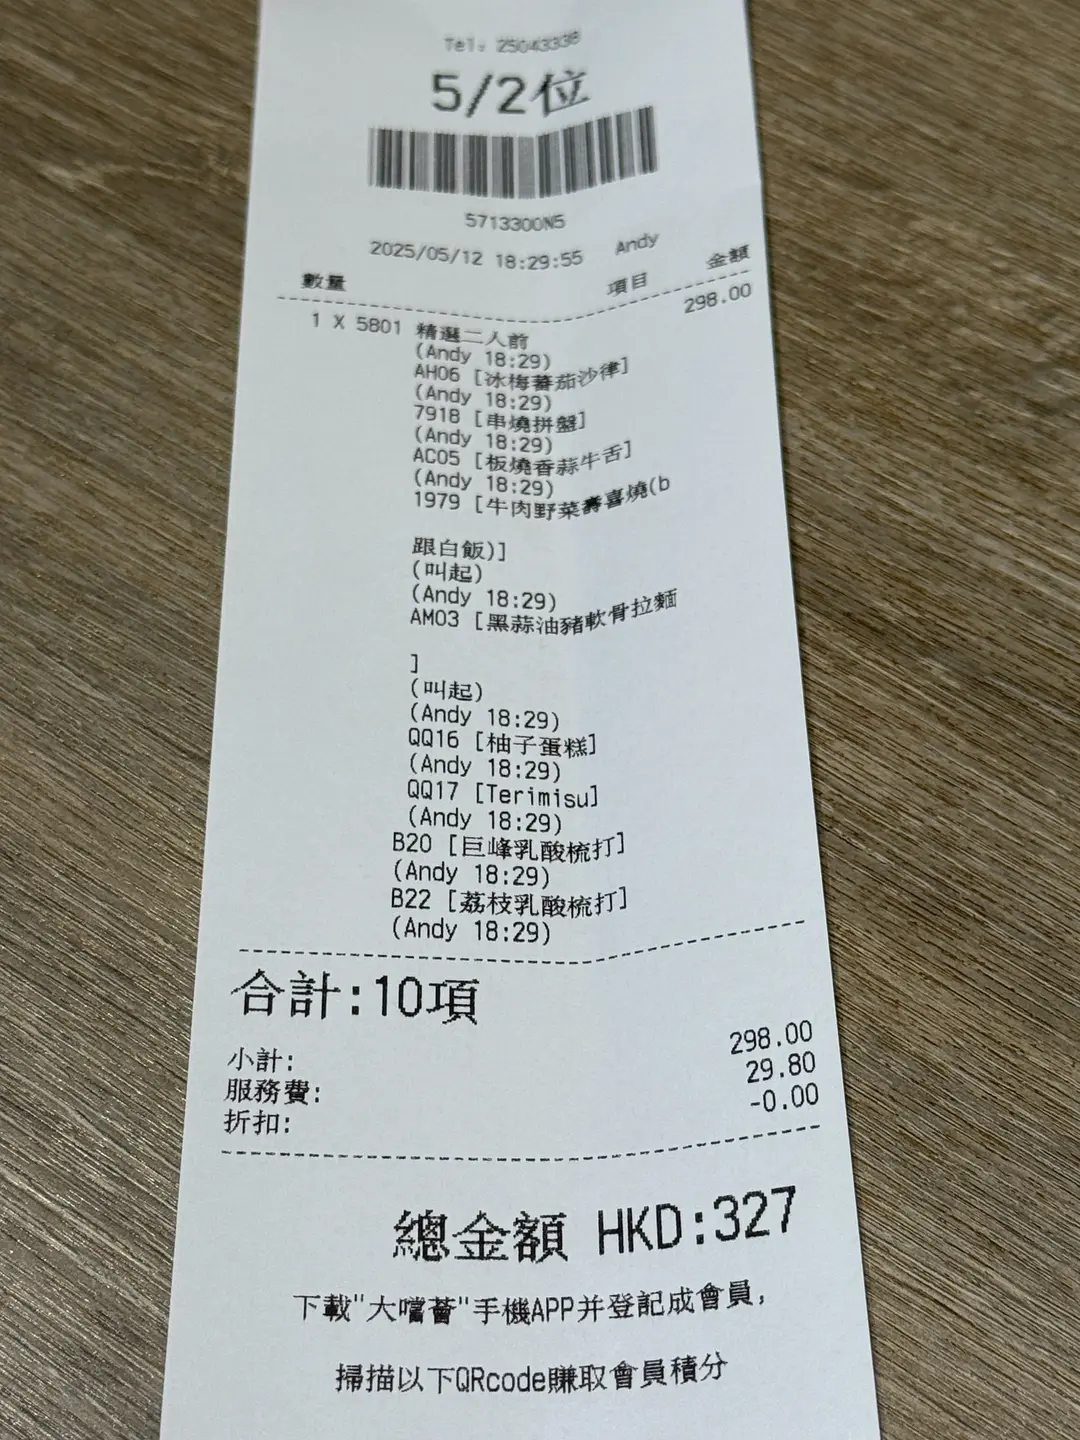 Tel: 25043338
5/2位
5713300N5
2025/05/12 18:29:55 Andy
數量 項目 金額
1 X 5801 精選二人前 298.00
(Andy 18:29)
AH06 [冰梅蕃茄沙律]
(Andy 18:29)
7918 [串燒拼盤]
(Andy 18:29)
AC05 [板燒香蒜牛舌]
(Andy 18:29)
1979 [牛肉野菜壽喜燒(b
跟白飯)]
(叫起)
(Andy 18:29)
AM03 [黑蒜油豬軟骨拉麵
]
(叫起)
(Andy 18:29)
QQ16 [柚子蛋糕]
(Andy 18:29)
QQ17 [Terimisu]
(Andy 18:29)
B20 [巨峰乳酸梳打]
(Andy 18:29)
B22 [荔枝乳酸梳打]
(Andy 18:29)
合計:10項
小計: 298.00
服務費: 29.80
折扣: -0.00
總金額 HKD:327
下載"大嚐薈"手機APP并登記成會員,
掃描以下QRcode賺取會員積分